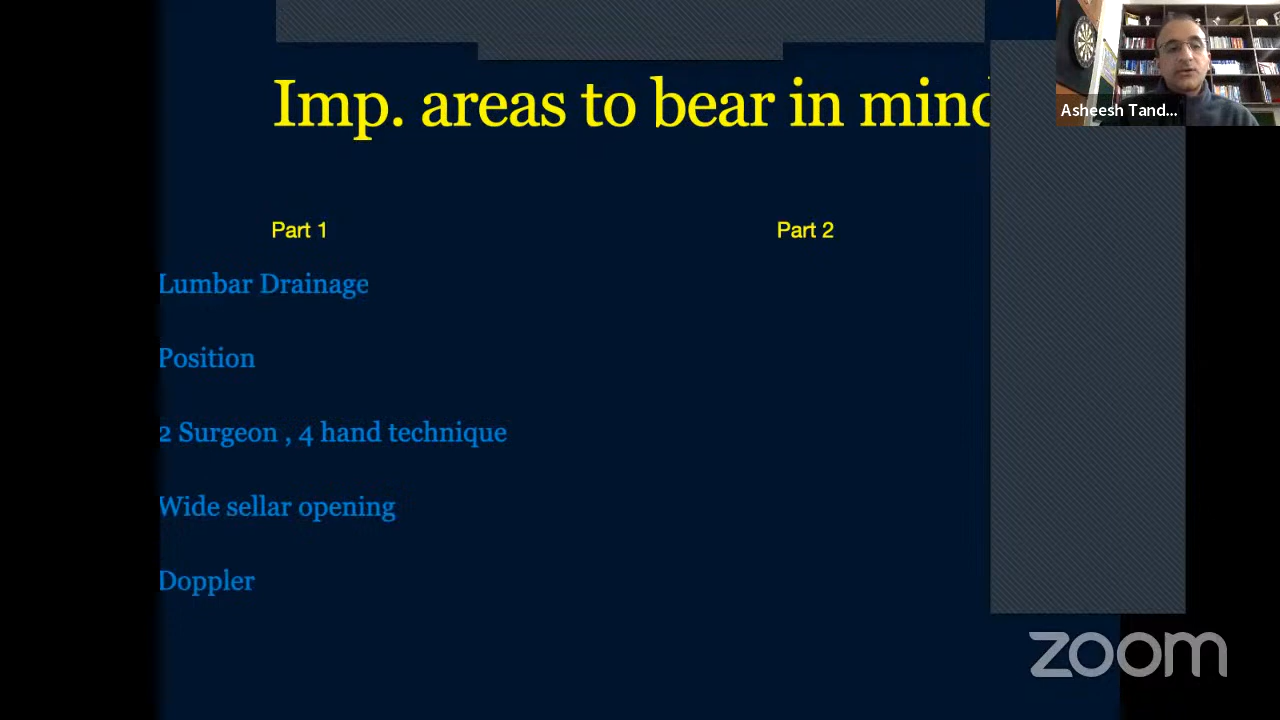 Imp. areas to bear in mind
Asheesh Tand...
Part 1
Part 2
Lumbar Drainage
Position
2 Surgeon , 4 hand technique
Wide sellar opening
Doppler
zoom